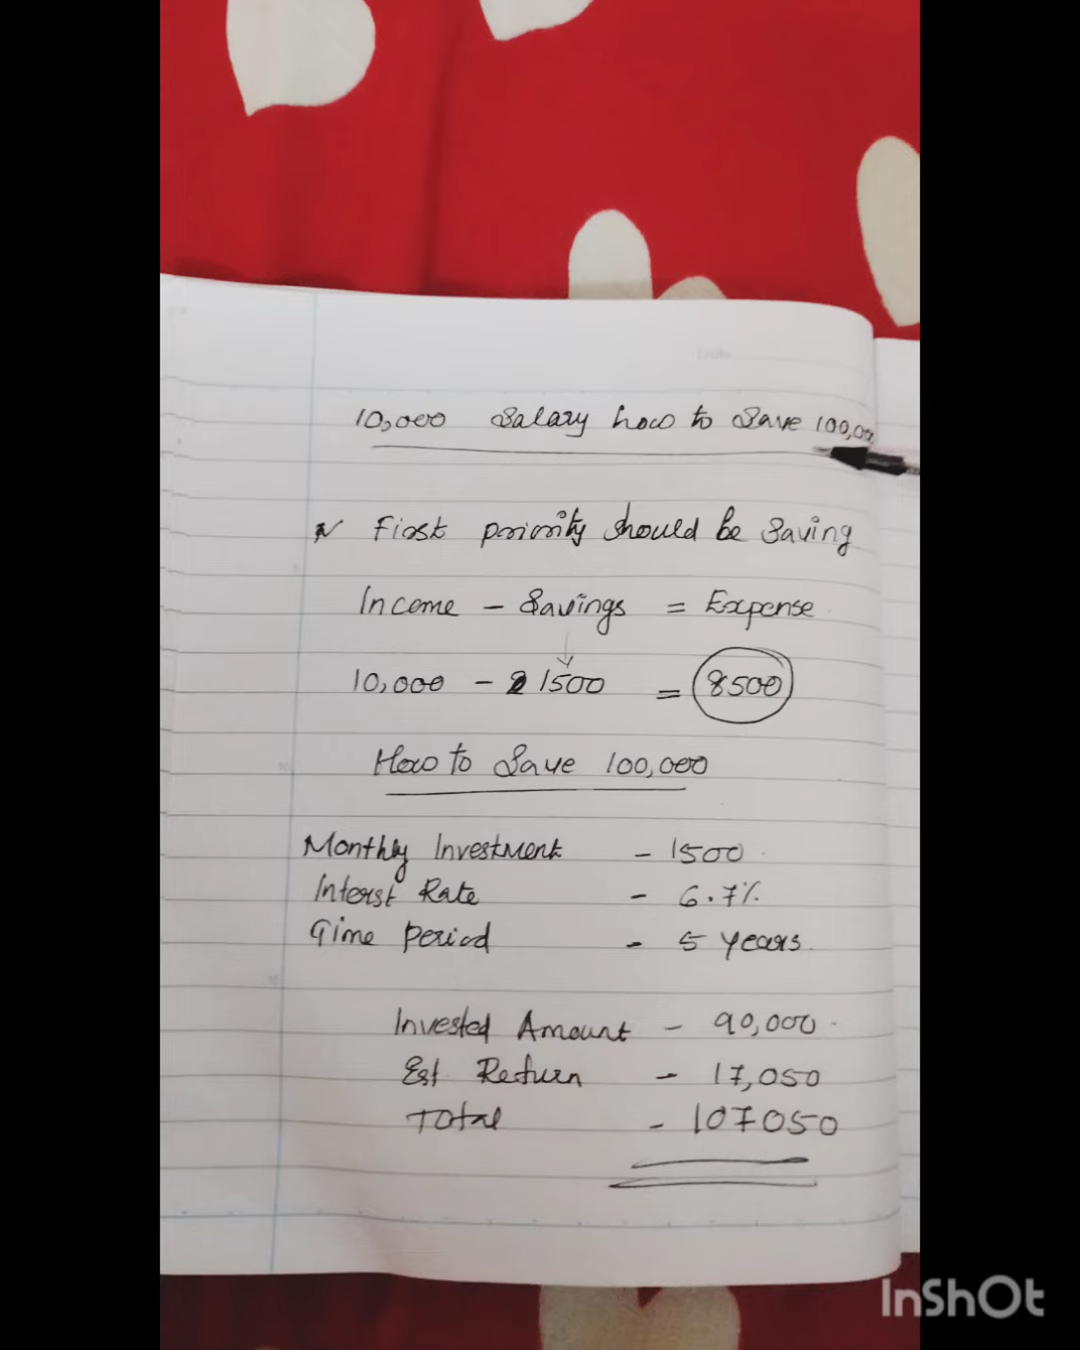 10,000 Salary how to Save 100,00
First priority should be Saving
Income - Savings = Expense
10,000 - 1500 = 8500
How to Save 100,000
Monthly Investment - 1500
Interst Rate - 6.7%
Time period - 5 years
Invested Amount - 90,000
Est Return - 17,050
Total - 107050
InShOt